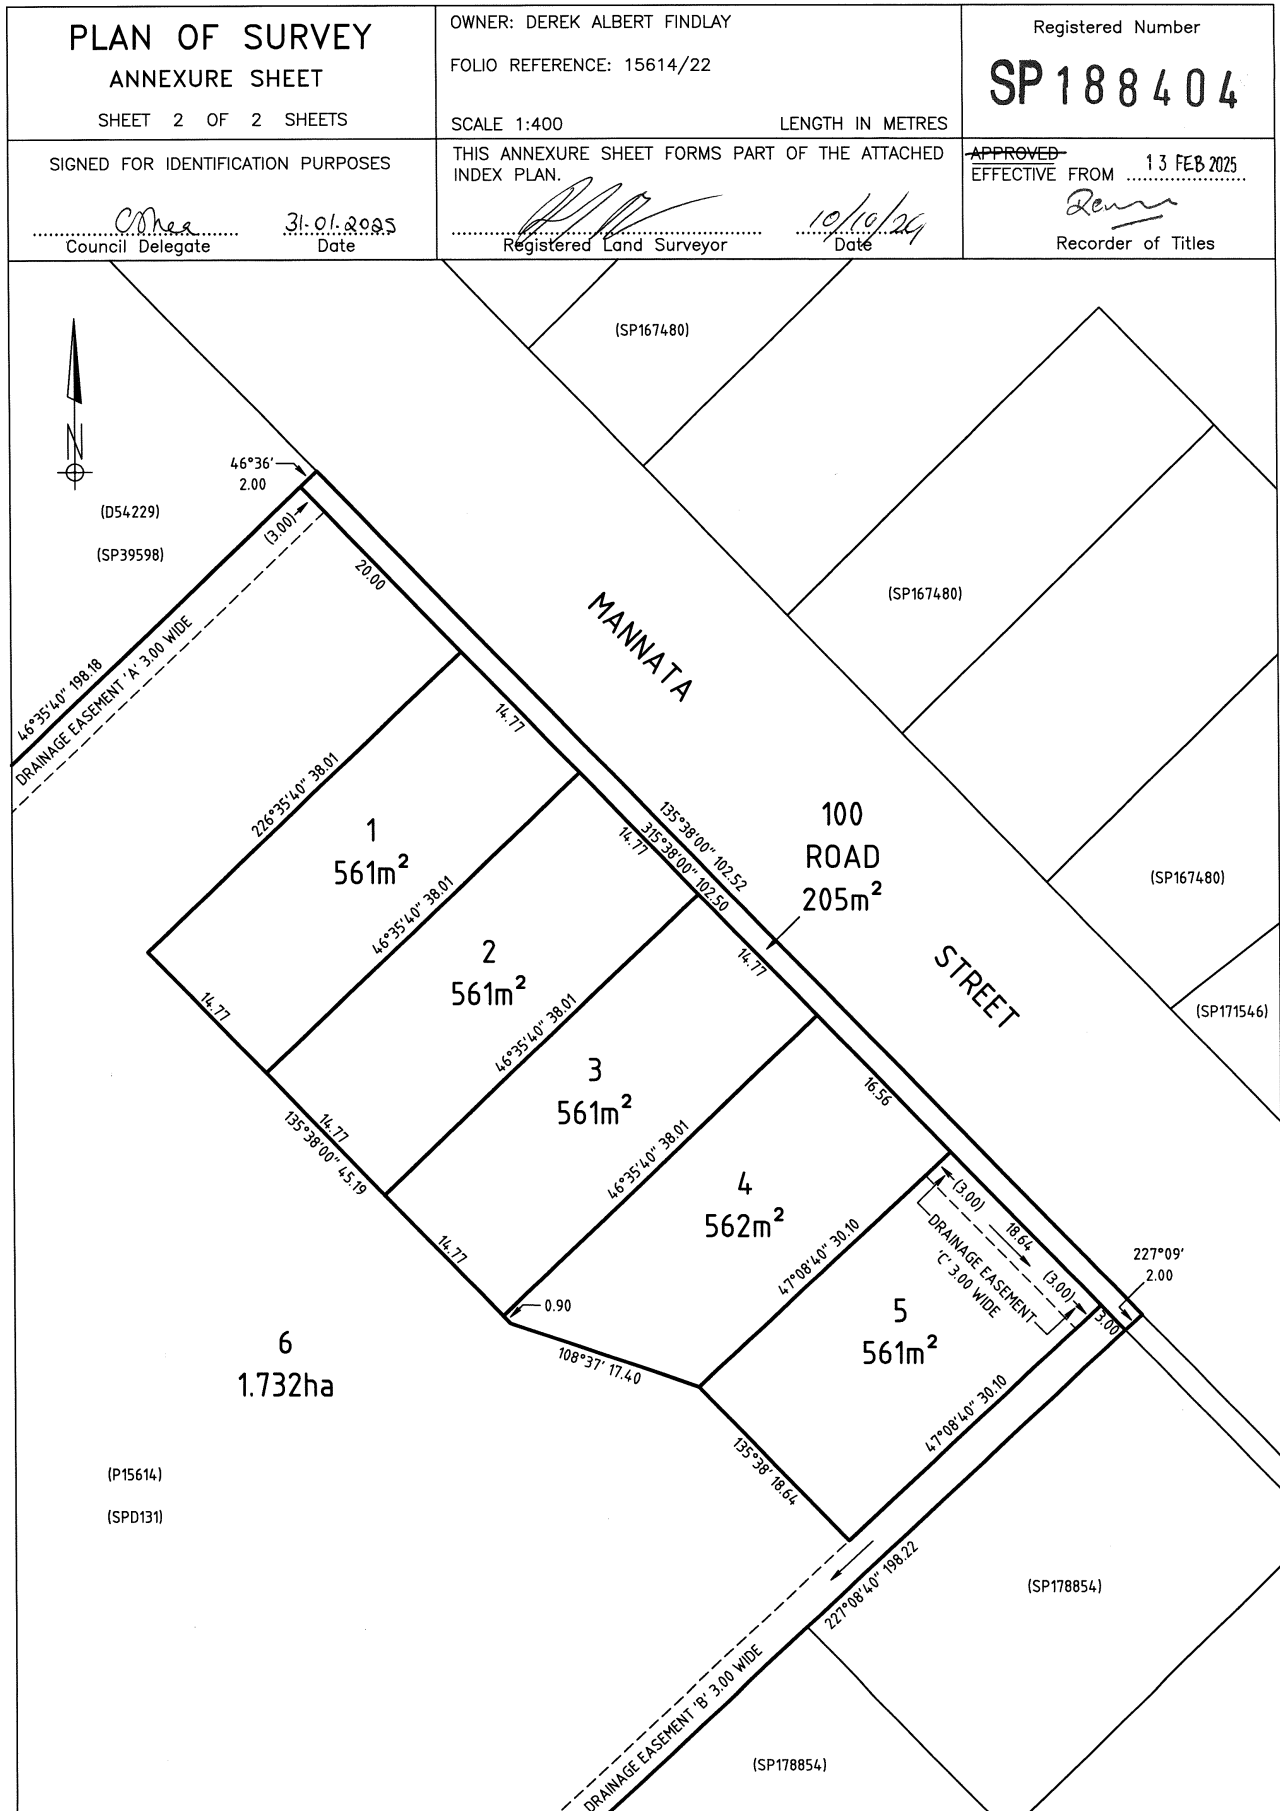 PLAN OF SURVEY
ANNEXURE SHEET
SHEET 2 OF 2 SHEETS
OWNER: DEREK ALBERT FINDLAY
FOLIO REFERENCE: 15614/22
SCALE 1:400 LENGTH IN METRES
Registered Number
SP188404
SIGNED FOR IDENTIFICATION PURPOSES
31-01-2025
Council Delegate Date
THIS ANNEXURE SHEET FORMS PART OF THE ATTACHED
INDEX PLAN.
10/10/24
Registered Land Surveyor Date
APPROVED
EFFECTIVE FROM 13 FEB 2025
Recorder of Titles
(SP167480)
N
46°36'
2.00
(D54229)
(SP39598)
(3.00)
20.00
(SP167480)
MANNATA
46°35'40" 198.18
DRAINAGE EASEMENT 'A' 3.00 WIDE
14.77
226°35'40" 38.01
1
561m²
14.77
135°38'00" 102.52
315°38'00" 102.50
100
ROAD
205m²
(SP167480)
46°35'40" 38.01
2
561m²
14.77
STREET
(SP171546)
14.77
46°35'40" 38.01
3
561m²
16.56
14.77
135°38'00" 45.19
46°35'40" 38.01
4
562m²
(3.00)
18.64
DRAINAGE EASEMENT
'C' 3.00 WIDE
(3.00)
227°09'
2.00
14.77
47°08'40" 30.10
0.90
5
561m²
3.00
6
1.732ha
108°37' 17.40
47°08'40" 30.10
135°38' 18.64
(P15614)
(SPD131)
227°08'40" 198.22
(SP178854)
DRAINAGE EASEMENT 'B' 3.00 WIDE
(SP178854)